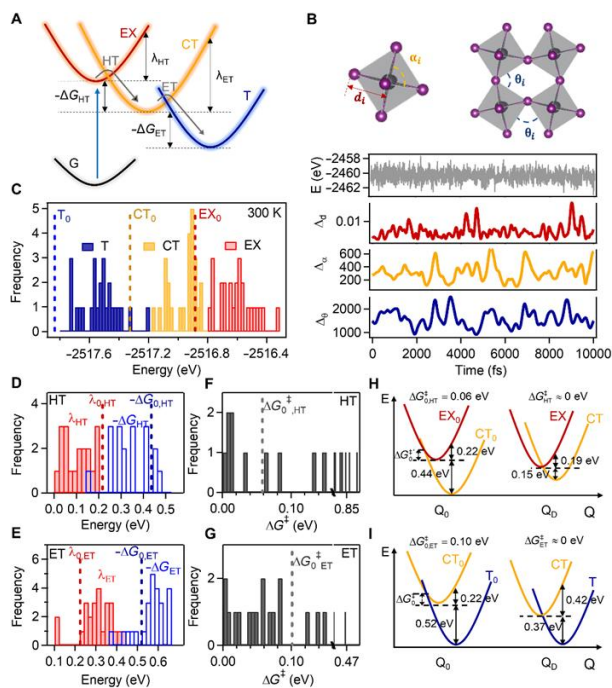 A
EX
CT
λHT
λET
HT
ET
T
−ΔGHT
−ΔGET
G
B
αi
di
θi
θi
E (eV)
−2458
−2460
−2462
Δd
0.01
Δα
600
400
200
Δθ
2000
1000
0 2000 4000 6000 8000 10000
Time (fs)
C
T0
CT0
EX0
300 K
T CT EX
Frequency
5
4
3
2
1
0
−2517.6 −2517.2 −2516.8 −2516.4
Energy (eV)
D
HT
λ0,HT
−ΔG0,HT
λHT
−ΔGHT
Frequency
4
3
2
1
0
0.0 0.1 0.2 0.3 0.4 0.5
Energy (eV)
E
ET
λ0,ET
−ΔG0,ET
λET
−ΔGET
Frequency
6
4
2
0
0.1 0.2 0.3 0.4 0.5 0.6
Energy (eV)
F
HT
ΔG0‡,HT
Frequency
2
1
0
0.00 0.10 0.85
ΔG‡ (eV)
G
ET
ΔG0‡,ET
Frequency
2
0
0.00 0.10 0.47
ΔG‡ (eV)
H
E
ΔG‡0,HT = 0.06 eV
ΔG‡HT ≈ 0 eV
EX0
CT0
EX
CT
ΔG0‡
0.22 eV
0.44 eV
0.19 eV
0.15 eV
Q0 QD Q
I
E
ΔG‡0,ET = 0.10 eV
ΔG‡ET ≈ 0 eV
CT0
T0
CT
T
ΔG0‡
0.22 eV
0.52 eV
0.42 eV
0.37 eV
Q0 QD Q